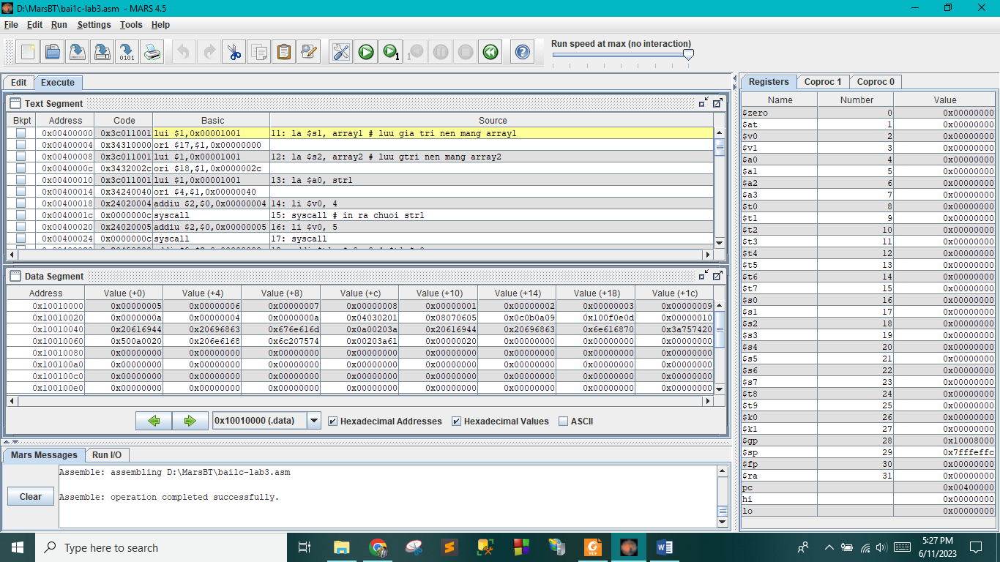 D:\MarsBT\bai1c-lab3.asm - MARS 4.5
File Edit Run Settings Tools Help
Run speed at max (no interaction)
Edit Execute
Text Segment
Bkpt Address Code Basic Source
0x00400000 0x3c011001 lui $1,0x00001001 11: la $s1, array1 # luu gia tri nen mang array1
0x00400004 0x34310000 ori $17,$1,0x00000000
0x00400008 0x3c011001 lui $1,0x00001001 12: la $s2, array2 # luu gtri nen mang array2
0x0040000c 0x3432002c ori $18,$1,0x0000002c
0x00400010 0x3c011001 lui $1,0x00001001 13: la $a0, str1
0x00400014 0x34240040 ori $4,$1,0x00000040
0x00400018 0x24020004 addiu $2,$0,0x00000004 14: li $v0, 4
0x0040001c 0x0000000c syscall 15: syscall # in ra chuoi str1
0x00400020 0x24020005 addiu $2,$0,0x00000005 16: li $v0, 5
0x00400024 0x0000000c syscall 17: syscall
Data Segment
Address Value (+0) Value (+4) Value (+8) Value (+c) Value (+10) Value (+14) Value (+18) Value (+1c)
0x10010000 0x00000005 0x00000006 0x00000007 0x00000008 0x00000001 0x00000002 0x00000003 0x00000009
0x10010020 0x0000000a 0x00000004 0x0000000a 0x04030201 0x08070605 0x0c0b0a09 0x100f0e0d 0x00000010
0x10010040 0x20616944 0x20696863 0x676e616d 0x0a00203a 0x20616944 0x20696863 0x6e616870 0x3a757420
0x10010060 0x500a0020 0x206e6168 0x6c207574 0x00203a61 0x00000020 0x00000000 0x00000000 0x00000000
0x10010080 0x00000000 0x00000000 0x00000000 0x00000000 0x00000000 0x00000000 0x00000000 0x00000000
0x100100a0 0x00000000 0x00000000 0x00000000 0x00000000 0x00000000 0x00000000 0x00000000 0x00000000
0x100100c0 0x00000000 0x00000000 0x00000000 0x00000000 0x00000000 0x00000000 0x00000000 0x00000000
0x100100e0 0x00000000 0x00000000 0x00000000 0x00000000 0x00000000 0x00000000 0x00000000 0x00000000
0x10010000 (.data) Hexadecimal Addresses Hexadecimal Values ASCII
Mars Messages Run I/O
Assemble: assembling D:\MarsBT\bai1c-lab3.asm
Assemble: operation completed successfully.
Clear
Registers Coproc 1 Coproc 0
Name Number Value
$zero 0 0x00000000
$at 1 0x00000000
$v0 2 0x00000000
$v1 3 0x00000000
$a0 4 0x00000000
$a1 5 0x00000000
$a2 6 0x00000000
$a3 7 0x00000000
$t0 8 0x00000000
$t1 9 0x00000000
$t2 10 0x00000000
$t3 11 0x00000000
$t4 12 0x00000000
$t5 13 0x00000000
$t6 14 0x00000000
$t7 15 0x00000000
$s0 16 0x00000000
$s1 17 0x00000000
$s2 18 0x00000000
$s3 19 0x00000000
$s4 20 0x00000000
$s5 21 0x00000000
$s6 22 0x00000000
$s7 23 0x00000000
$t8 24 0x00000000
$t9 25 0x00000000
$k0 26 0x00000000
$k1 27 0x00000000
$gp 28 0x10008000
$sp 29 0x7fffeffc
$fp 30 0x00000000
$ra 31 0x00000000
pc 0x00400000
hi 0x00000000
lo 0x00000000
Type here to search
5:27 PM
6/11/2023